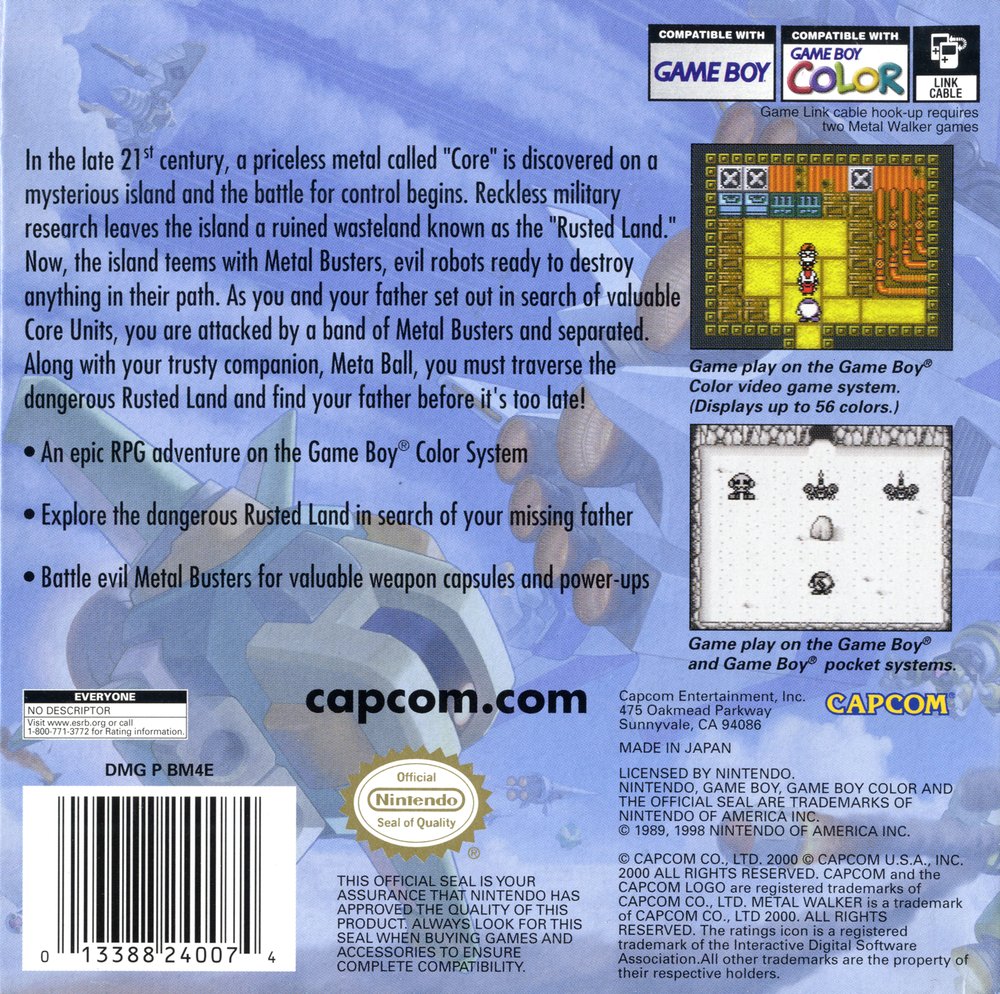 COMPATIBLE WITH
GAME BOY
COMPATIBLE WITH
GAME BOY
COLOR
LINK
CABLE
Game Link cable hook-up requires
two Metal Walker games
In the late 21st century, a priceless metal called "Core" is discovered on a
mysterious island and the battle for control begins. Reckless military
research leaves the island a ruined wasteland known as the "Rusted Land."
Now, the island teems with Metal Busters, evil robots ready to destroy
anything in their path. As you and your father set out in search of valuable
Core Units, you are attacked by a band of Metal Busters and separated.
Along with your trusty companion, Meta Ball, you must traverse the
dangerous Rusted Land and find your father before it's too late!
• An epic RPG adventure on the Game Boy® Color System
• Explore the dangerous Rusted Land in search of your missing father
• Battle evil Metal Busters for valuable weapon capsules and power-ups
Game play on the Game Boy®
Color video game system.
(Displays up to 56 colors.)
Game play on the Game Boy®
and Game Boy® pocket systems.
EVERYONE
NO DESCRIPTOR
Visit www.esrb.org or call
1-800-771-3772 for Rating information.
DMG P BM4E
0 13388 24007 4
capcom.com
Official
Nintendo
Seal of Quality
®
THIS OFFICIAL SEAL IS YOUR
ASSURANCE THAT NINTENDO HAS
APPROVED THE QUALITY OF THIS
PRODUCT. ALWAYS LOOK FOR THIS
SEAL WHEN BUYING GAMES AND
ACCESSORIES TO ENSURE
COMPLETE COMPATIBILITY.
Capcom Entertainment, Inc.
475 Oakmead Parkway
Sunnyvale, CA 94086
CAPCOM®
MADE IN JAPAN
LICENSED BY NINTENDO.
NINTENDO, GAME BOY, GAME BOY COLOR AND
THE OFFICIAL SEAL ARE TRADEMARKS OF
NINTENDO OF AMERICA INC.
© 1989, 1998 NINTENDO OF AMERICA INC.
© CAPCOM CO., LTD. 2000 © CAPCOM U.S.A., INC.
2000 ALL RIGHTS RESERVED. CAPCOM and the
CAPCOM LOGO are registered trademarks of
CAPCOM CO., LTD. METAL WALKER is a trademark
of CAPCOM CO., LTD 2000. ALL RIGHTS
RESERVED. The ratings icon is a registered
trademark of the Interactive Digital Software
Association.All other trademarks are the property of
their respective holders.